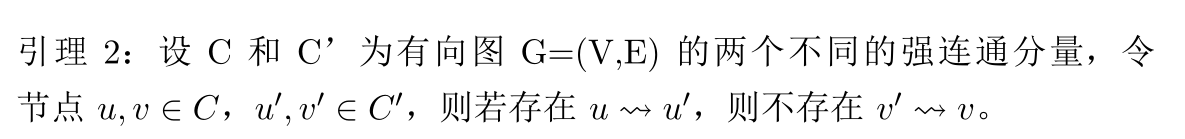 引理 2：设 C 和 C’ 为有向图 G=(V,E) 的两个不同的强连通分量，令
节点 u, v ∈ C，u′, v′ ∈ C′，则若存在 u ⇝ u′，则不存在 v′ ⇝ v。